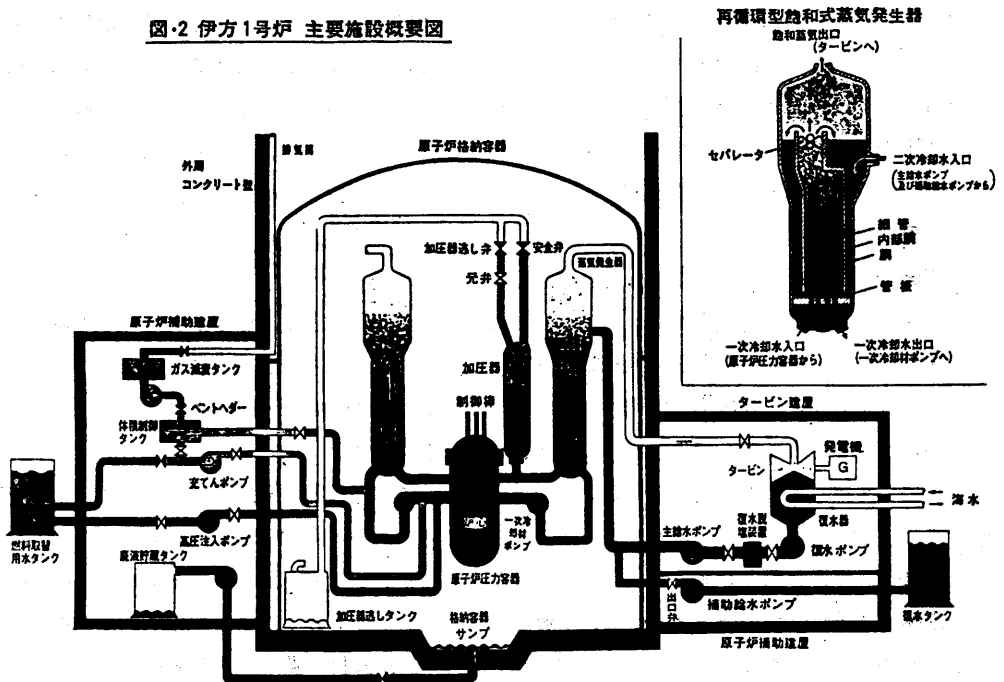 図・2 伊方1号炉 主要施設概要図
再循環型飽和式蒸気発生器
飽和蒸気出口
(タービンへ)
セパレータ
二次冷却水入口
(主給水ポンプ
及び補助給水ポンプから)
細管
内部胴
胴
管板
一次冷却水入口
(原子炉圧力容器から)
一次冷却水出口
(一次冷却材ポンプへ)
外周
コンクリート壁
排気筒
原子炉格納容器
加圧器逃し弁
安全弁
元弁
蒸気発生器
加圧器
制御棒
原子炉補助建屋
ガス減衰タンク
ベントヘダー
体積制御
タンク
充てんポンプ
高圧注入ポンプ
燃料取替
用水タンク
廃液貯蔵タンク
一次冷
却材
ポンプ
原子炉圧力容器
加圧器逃しタンク
格納容器
サンプ
タービン建屋
タービン
発電機
G
海水
復水器
主給水ポンプ
復水脱
塩装置
復水ポンプ
出口弁
補助給水ポンプ
復水タンク
原子炉補助建屋